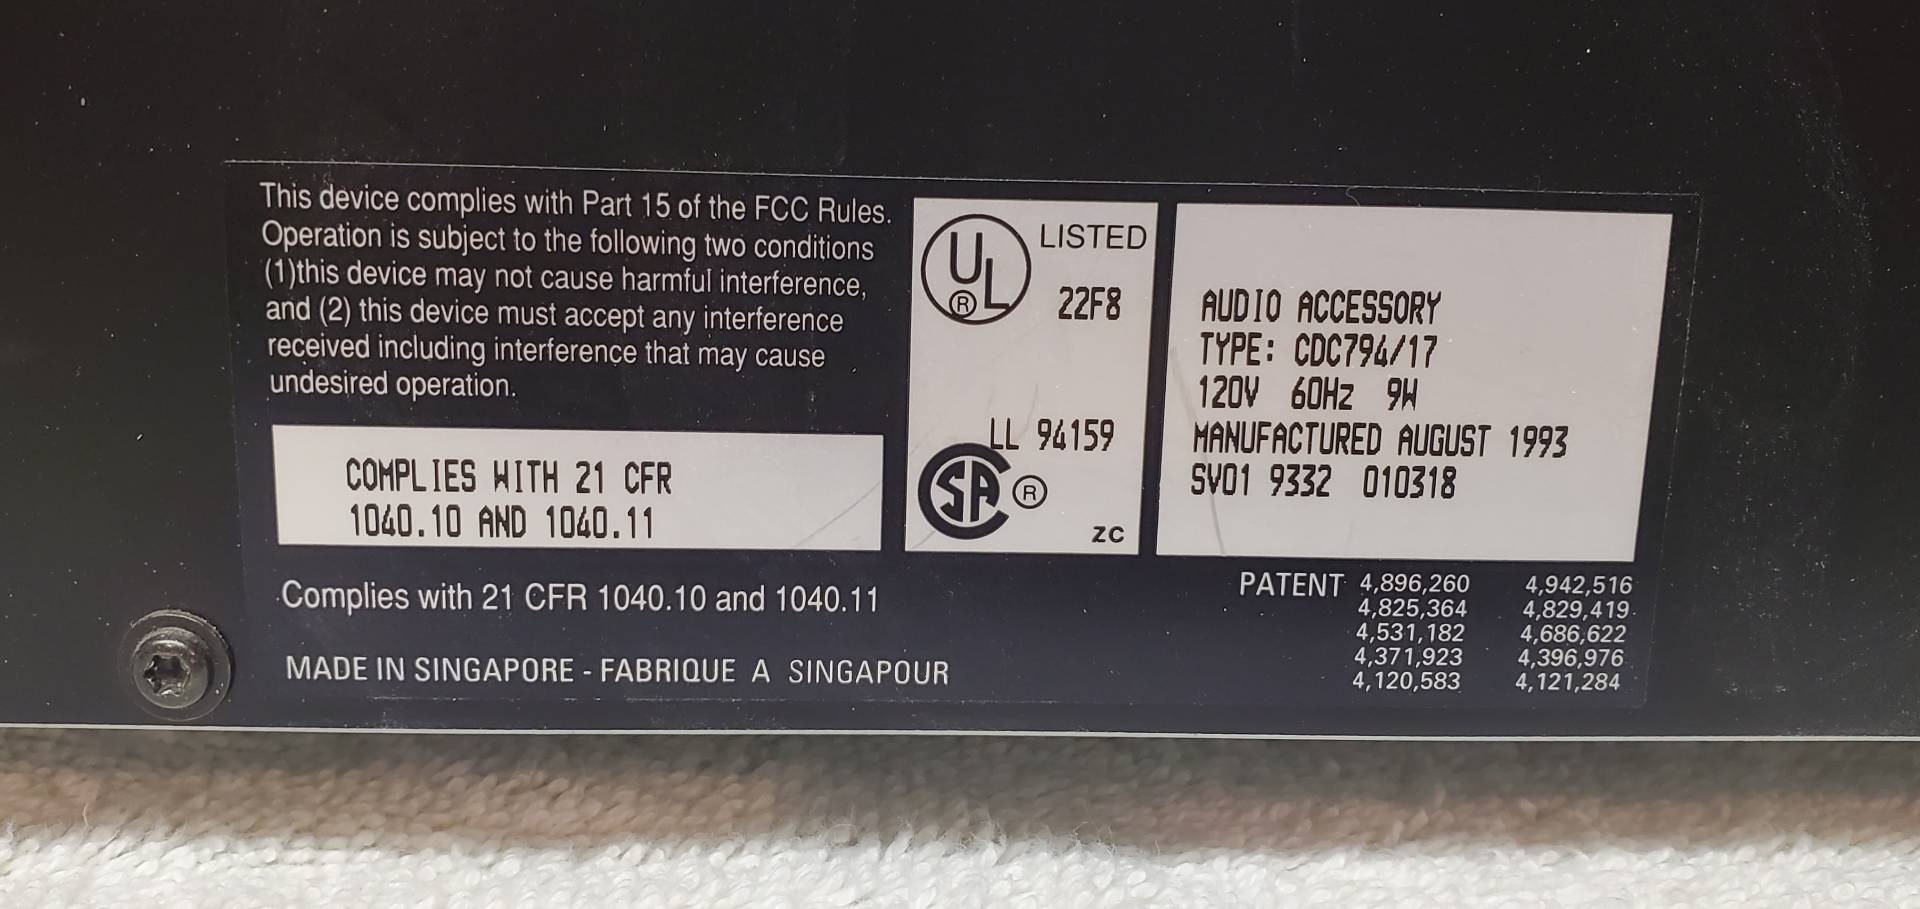 This device complies with Part 15 of the FCC Rules.
Operation is subject to the following two conditions
(1)this device may not cause harmful interference,
and (2) this device must accept any interference
received including interference that may cause
undesired operation.
COMPLIES WITH 21 CFR
1040.10 AND 1040.11
Complies with 21 CFR 1040.10 and 1040.11
MADE IN SINGAPORE - FABRIQUE A SINGAPOUR
UL ® LISTED
22F8
LL 94159
SA ®
ZC
AUDIO ACCESSORY
TYPE: CDC794/17
120V 60Hz 9W
MANUFACTURED AUGUST 1993
SV01 9332 010318
PATENT 4,896,260 4,942,516
4,825,364 4,829,419
4,531,182 4,686,622
4,371,923 4,396,976
4,120,583 4,121,284